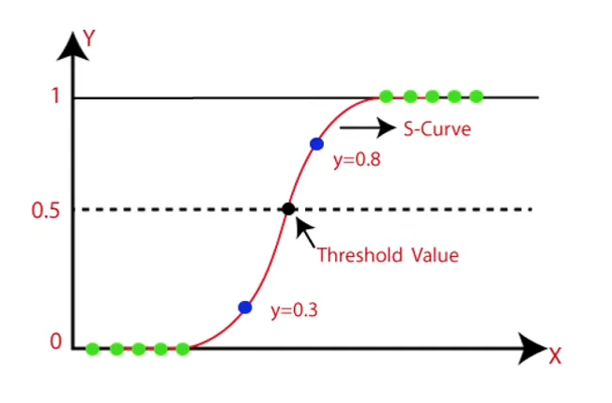 Y
1
S-Curve
y=0.8
0.5
Threshold Value
y=0.3
0
X